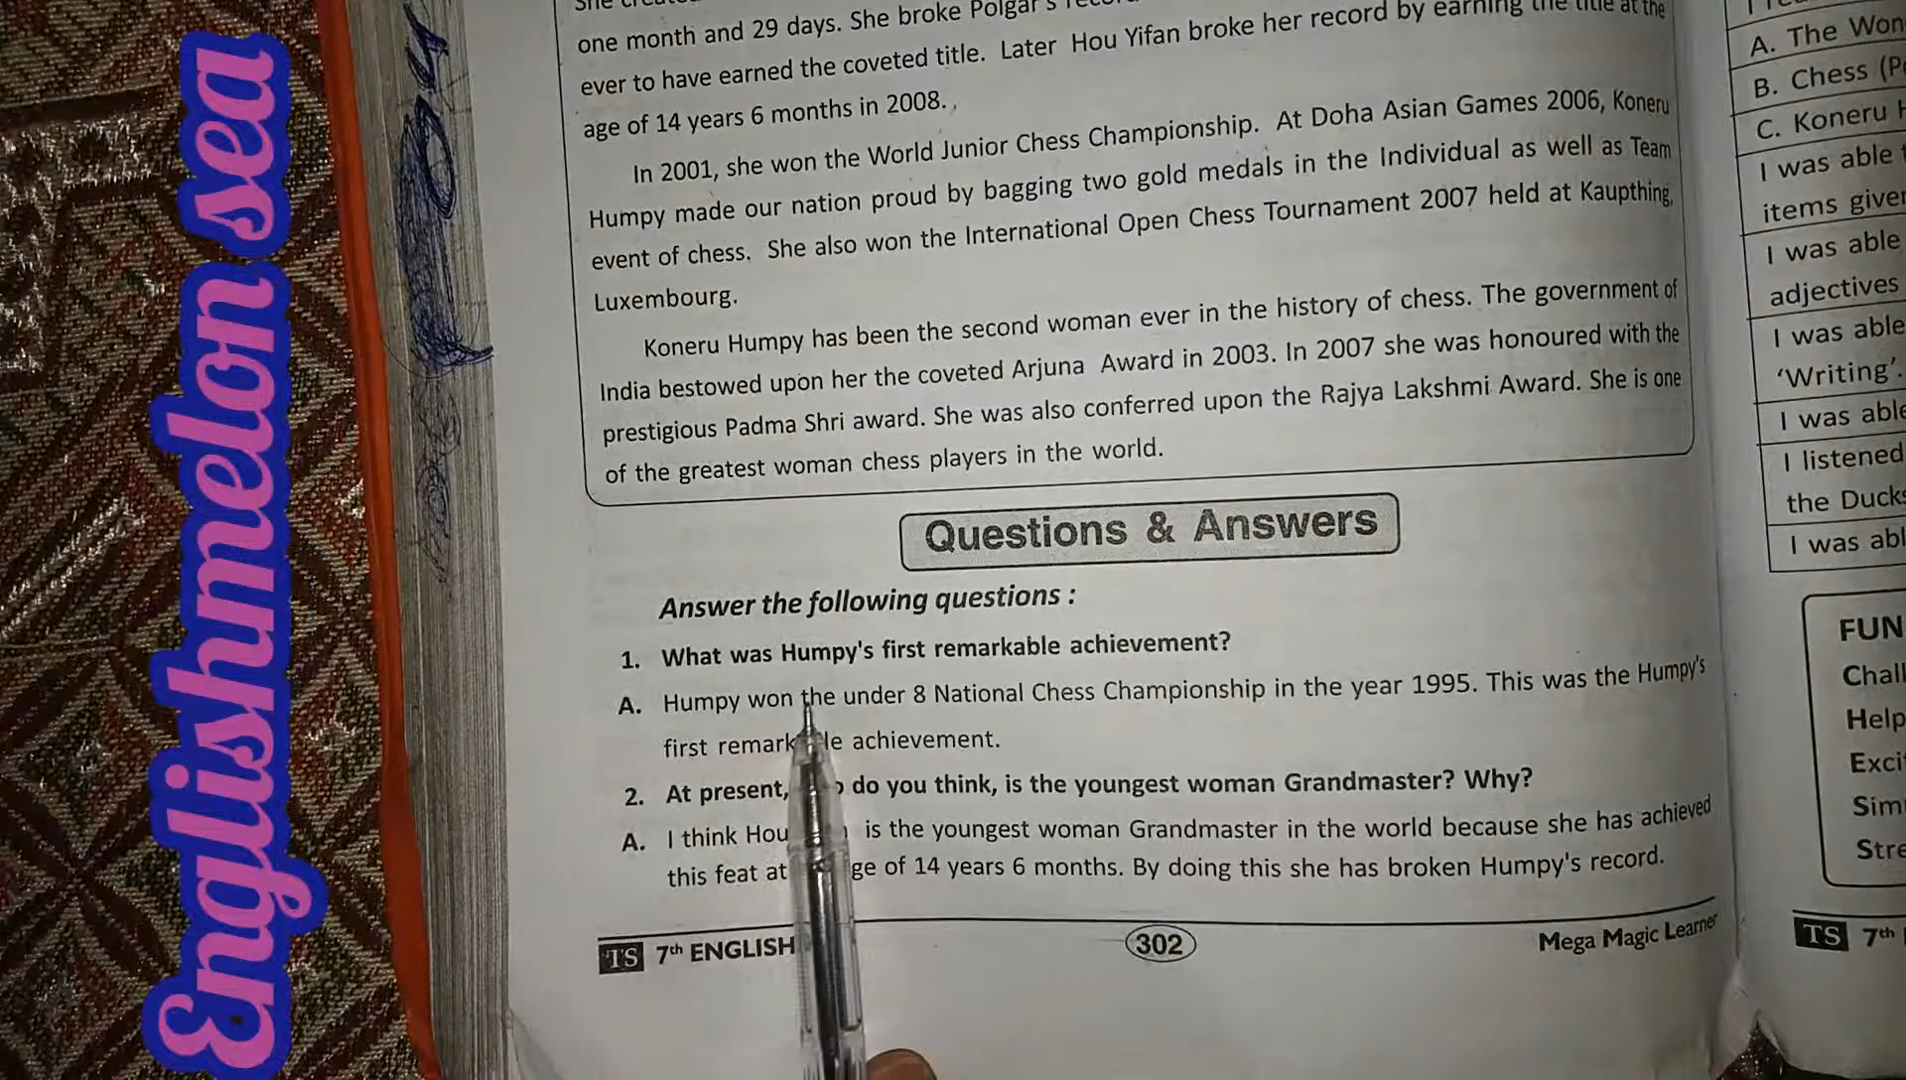 Englishmelon sea
She
one month and 29 days. She broke Polgar's
ever to have earned the coveted title. Later Hou Yifan broke her record by earning the title at the
age of 14 years 6 months in 2008.
In 2001, she won the World Junior Chess Championship. At Doha Asian Games 2006, Koneru
Humpy made our nation proud by bagging two gold medals in the Individual as well as Team
event of chess. She also won the International Open Chess Tournament 2007 held at Kaupthing,
Luxembourg.
Koneru Humpy has been the second woman ever in the history of chess. The government of
India bestowed upon her the coveted Arjuna Award in 2003. In 2007 she was honoured with the
prestigious Padma Shri award. She was also conferred upon the Rajya Lakshmi Award. She is one
of the greatest woman chess players in the world.
Questions & Answers
Answer the following questions :
1. What was Humpy's first remarkable achievement?
A. Humpy won the under 8 National Chess Championship in the year 1995. This was the Humpy's
first remarkable achievement.
2. At present, do you think, is the youngest woman Grandmaster? Why?
A. I think Hou is the youngest woman Grandmaster in the world because she has achieved
this feat at age of 14 years 6 months. By doing this she has broken Humpy's record.
TS 7th ENGLISH 302 Mega Magic Learner
A. The Won
B. Chess
C. Koneru H
I was able
items given
I was able
adjectives
I was able
'Writing'.
I was able
I listened
the Ducks
I was abl
FUN
Chall
Help
Exci
Sim
Stre
TS 7th